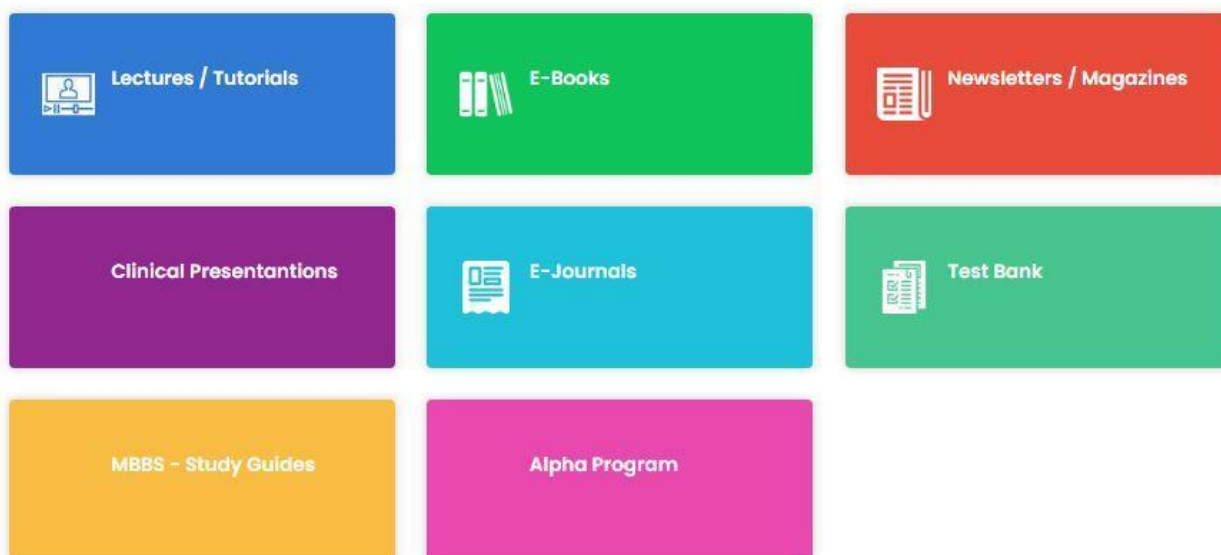 Lectures / Tutorials
E-Books
Newsletters / Magazines
Clinical Presentantions
E-Journals
Test Bank
MBBS - Study Guides
Alpha Program